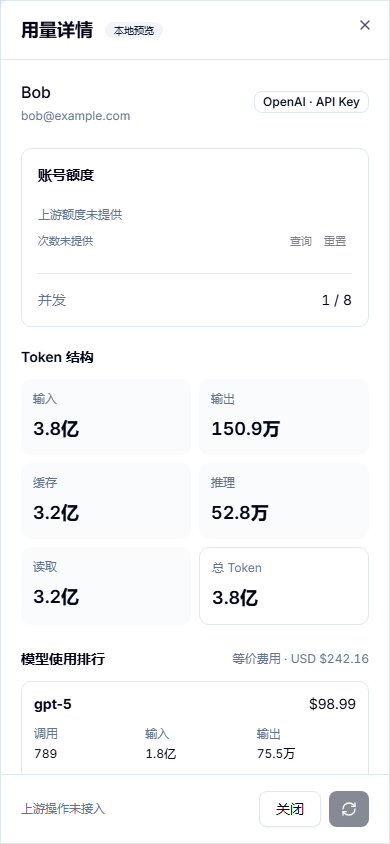 用量详情 本地预览
Bob
bob@example.com
OpenAI · API Key
账号额度
上游额度未提供
次数未提供 查询 重置
并发 1 / 8
Token 结构
输入 输出
3.8亿 150.9万
缓存 推理
3.2亿 52.8万
读取 总 Token
3.2亿 3.8亿
模型使用排行 等价费用 · USD $242.16
gpt-5 $98.99
调用 输入 输出
789 1.8亿 75.5万
上游操作未接入 关闭